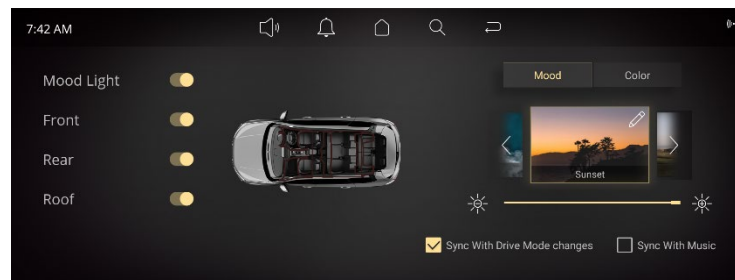 7:42 AM
Mood Light
Front
Rear
Roof
Mood
Color
Sunset
Sync With Drive Mode changes
Sync With Music